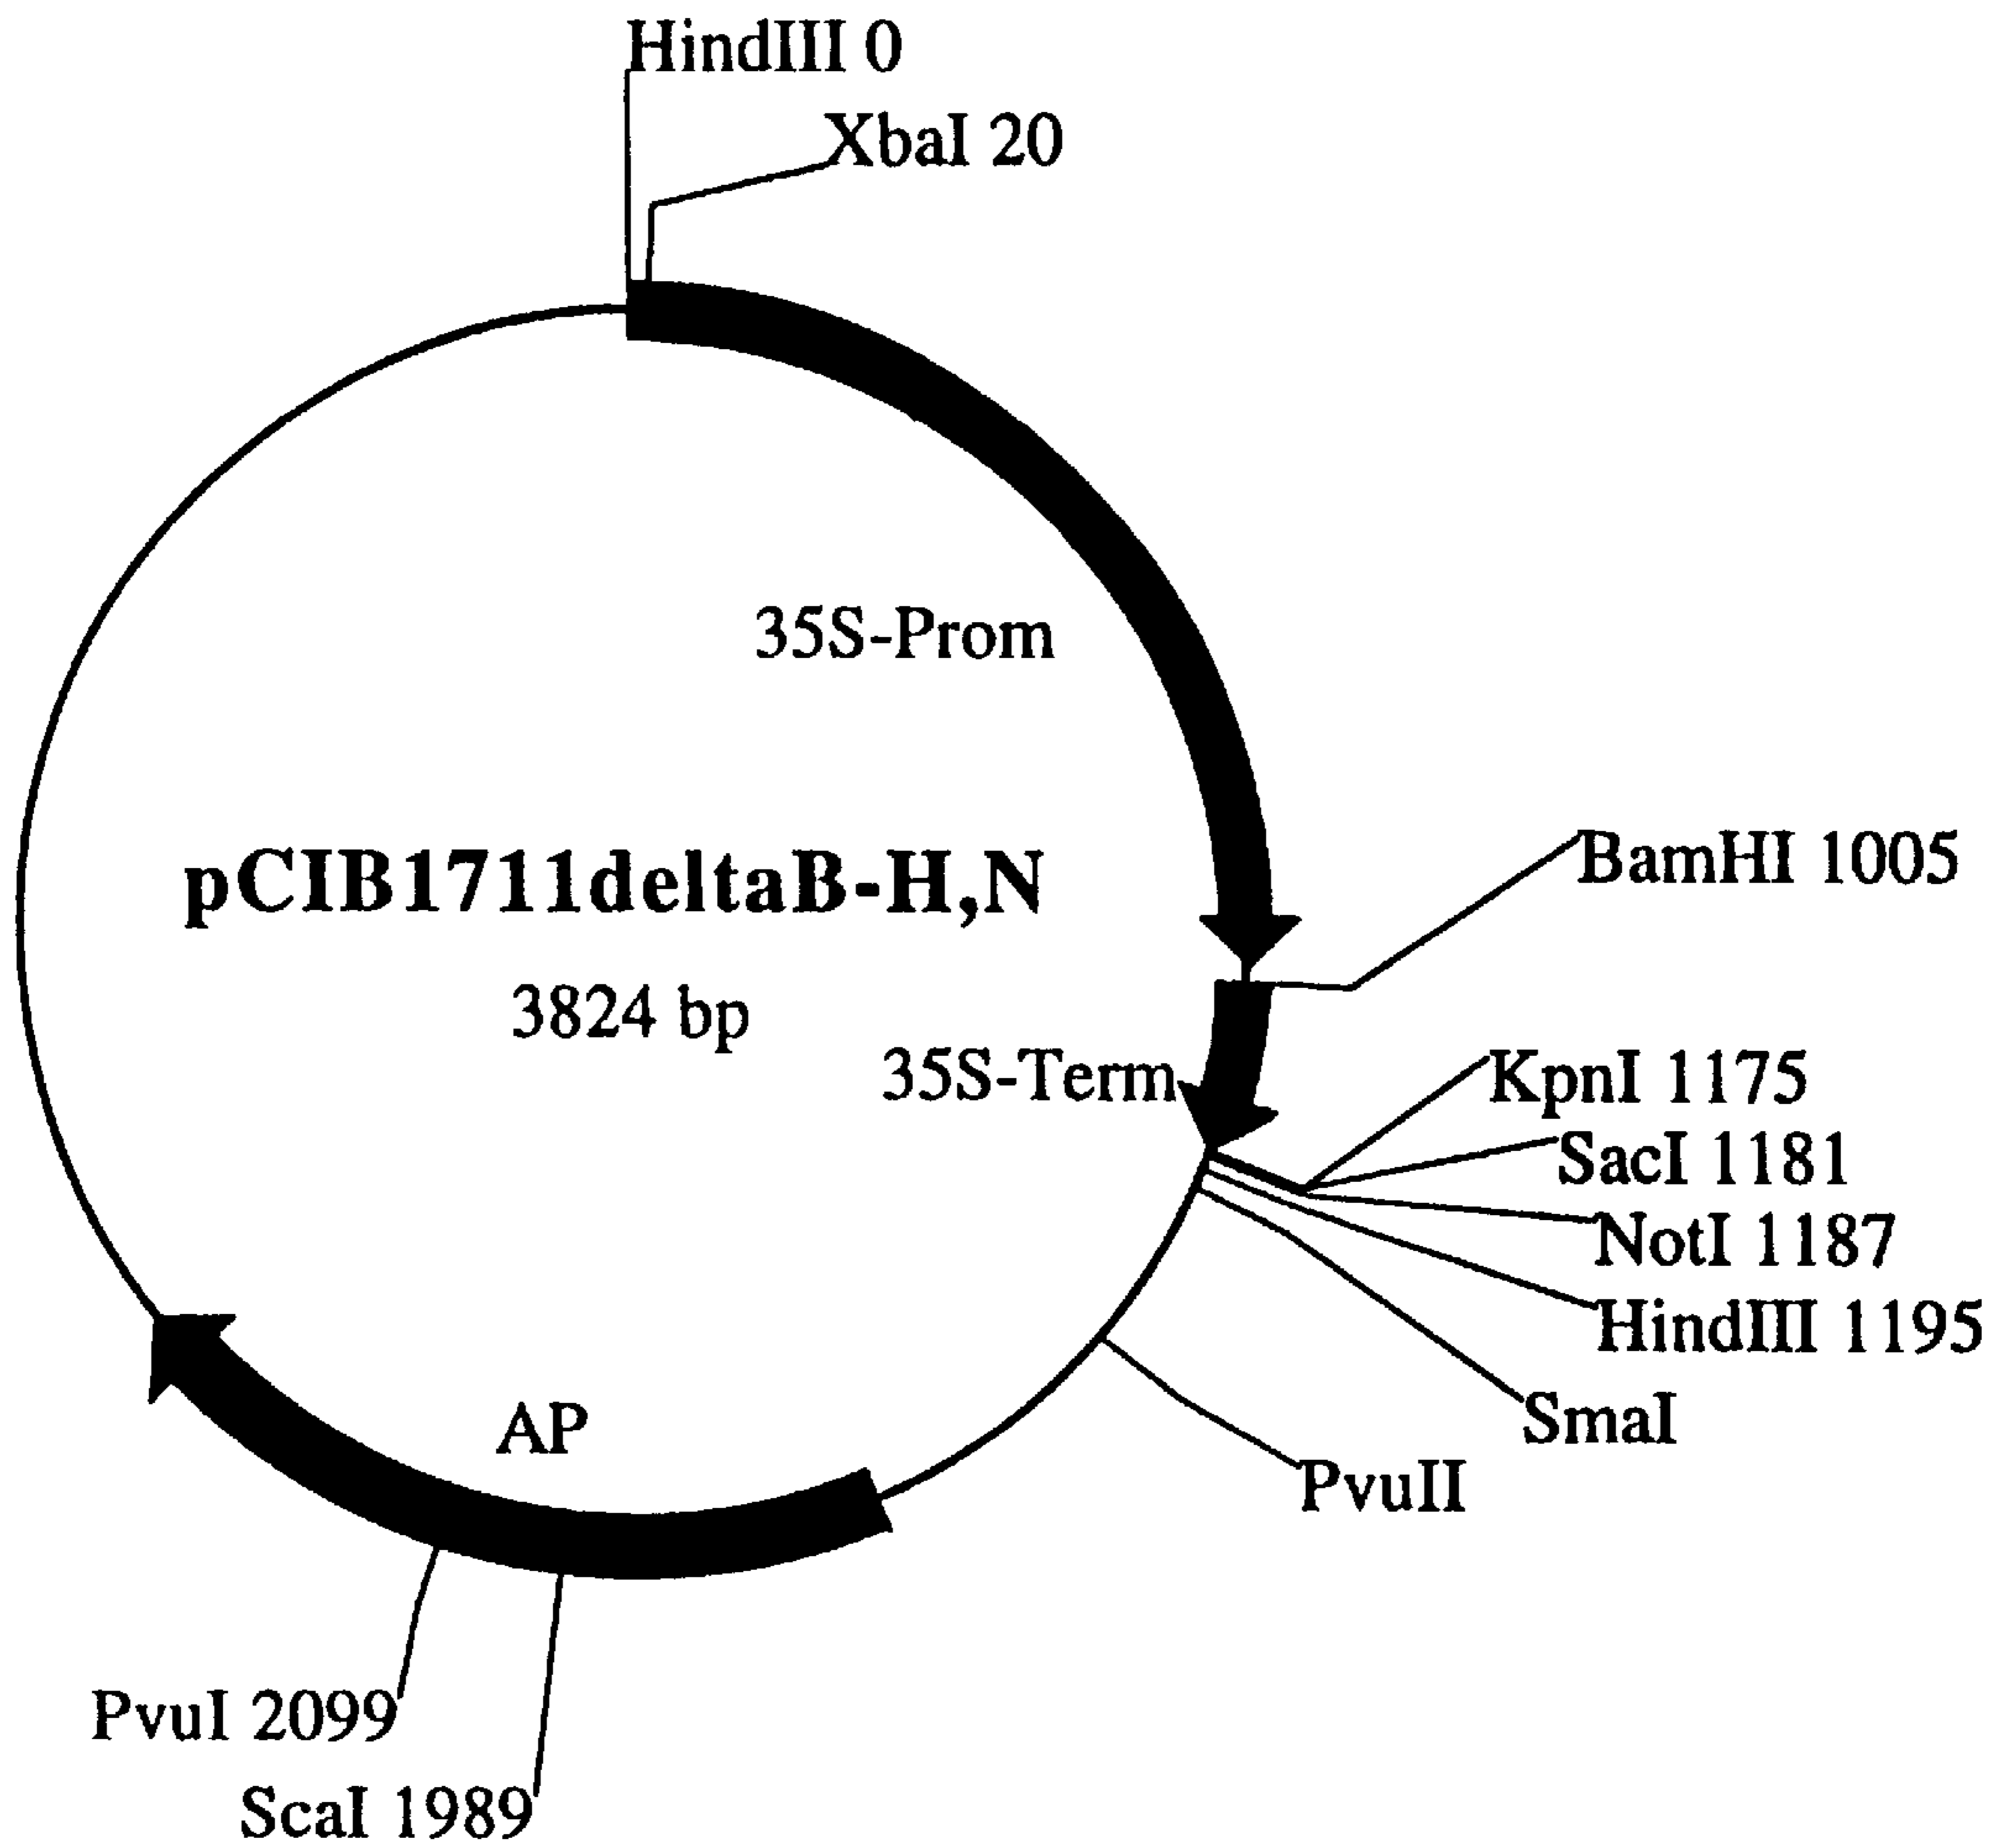 HindIII 0
XbaI 20
35S-Prom
BamHI 1005
pCIB1711deltaB-H,N
3824 bp
35S-Term
KpnI 1175
SacI 1181
NotI 1187
HindIII 1195
SmaI
PvuII
AP
PvuI 2099
ScaI 1989